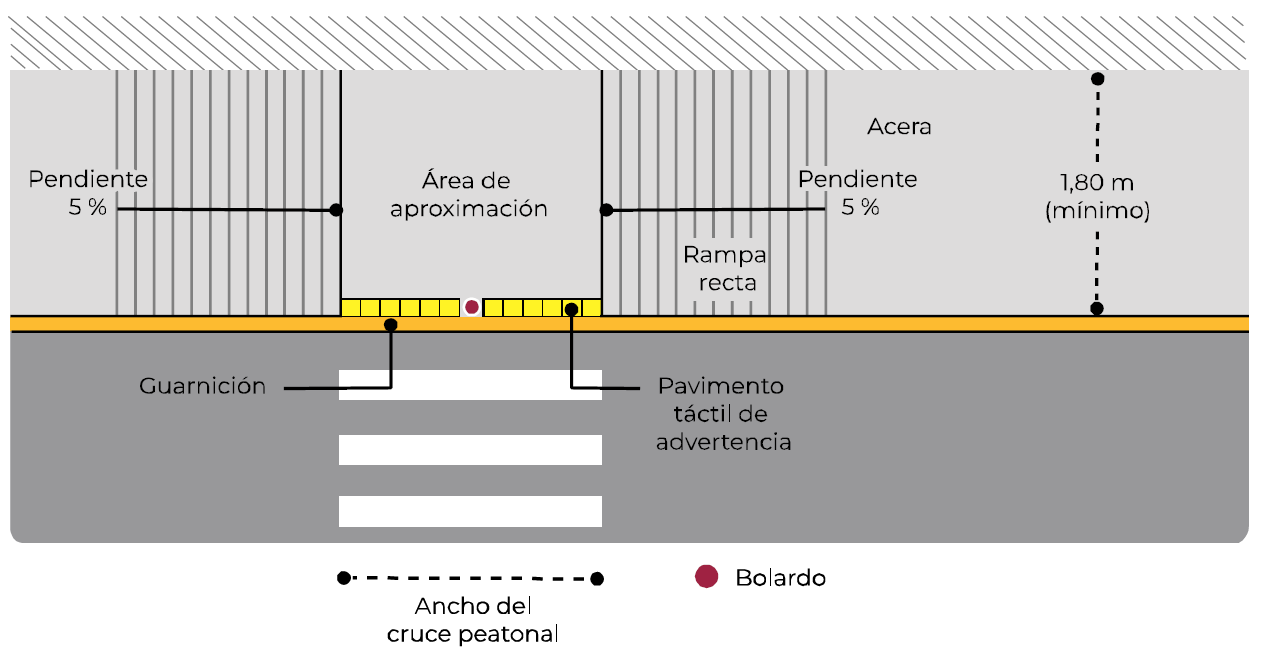 Acera
Pendiente
5 %
Área de
aproximación
Pendiente
5 %
1,80 m
(mínimo)
Rampa
recta
Guarnición
Pavimento
táctil de
advertencia
Bolardo
Ancho del
cruce peatonal